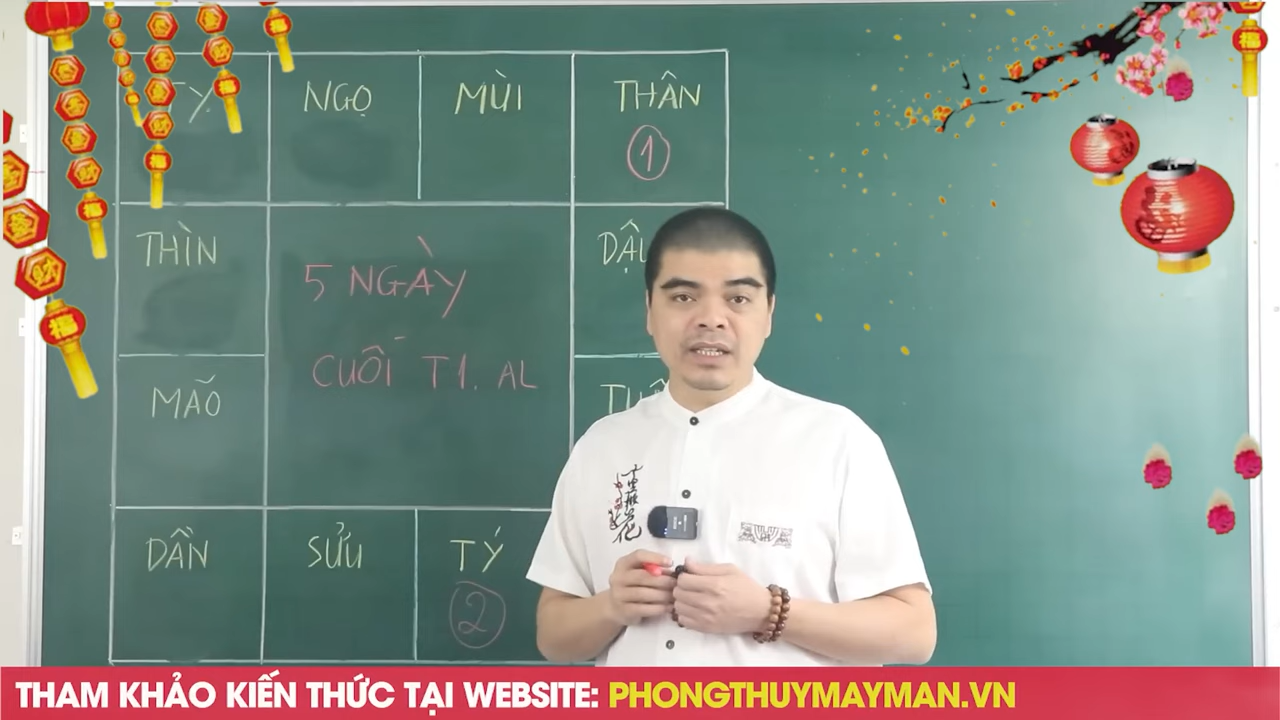 NGỌ
MÙI
THÂN
1
THÌN
5 NGÀY
CUỐI T1. AL
MÃO
DẦN
SỬU
TÝ
2
THAM KHẢO KIẾN THỨC TẠI WEBSITE: PHONGTHUYMAYMAN.VN